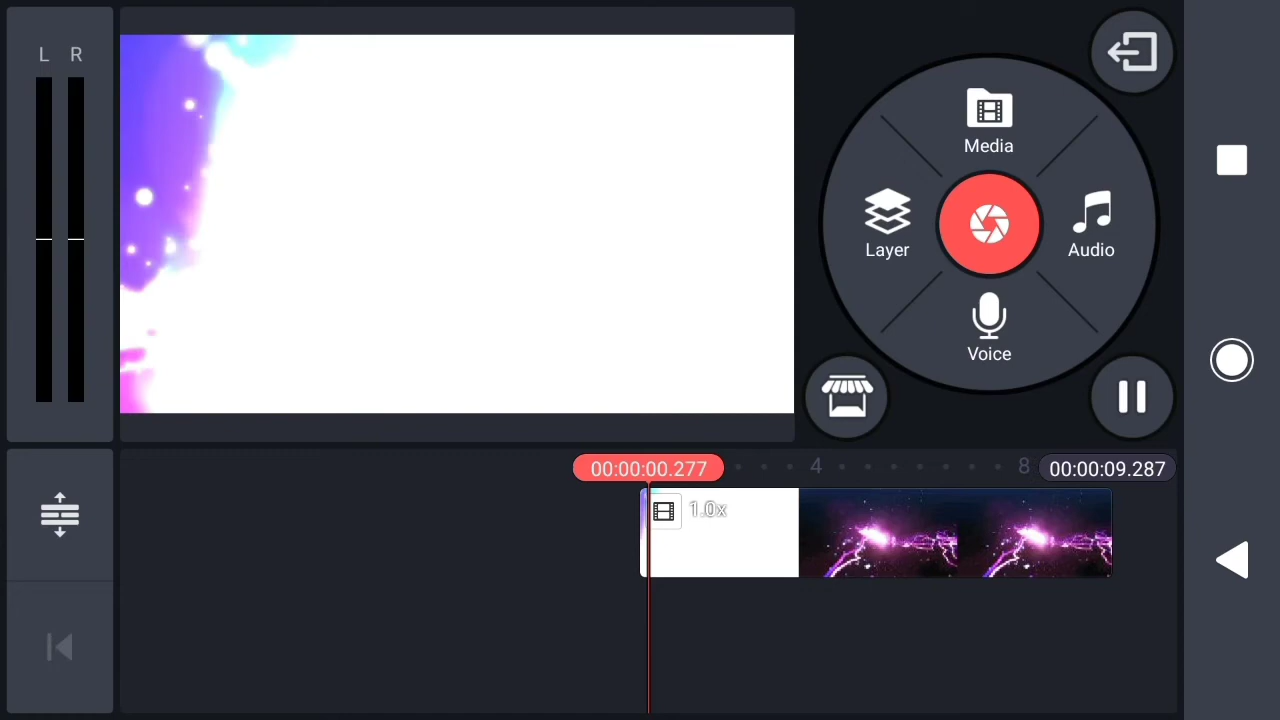 L R
Media
Layer
Audio
Voice
00:00:00.277
4
8
00:00:09.287
1.0x